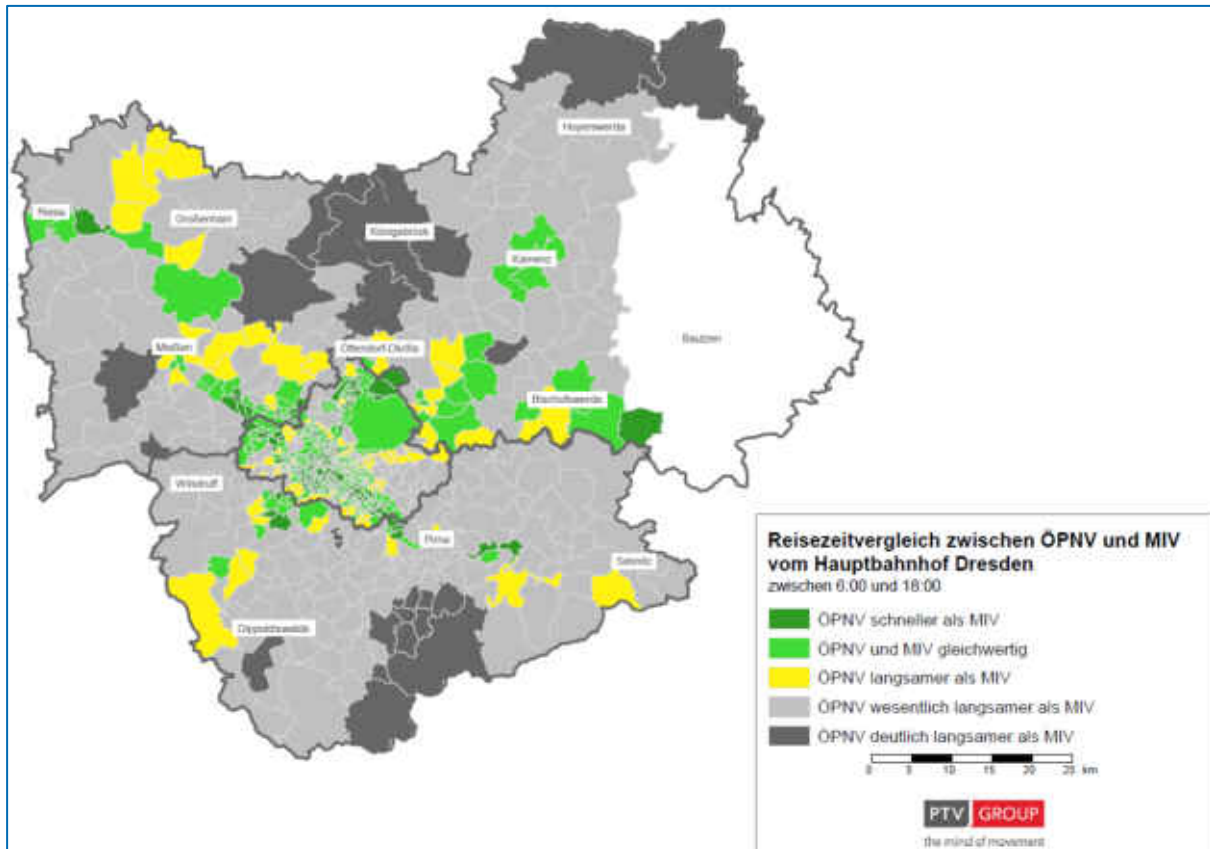 Hoyerswerda
Riesa
Großenhain
Königsbrück
Kamenz
Bautzen
Meißen
Ottendorf-Okrilla
Bischofswerda
Wilsdruff
Pirna
Sebnitz
Dippoldiswalde
Reisezeitvergleich zwischen ÖPNV und MIV
vom Hauptbahnhof Dresden
zwischen 6:00 und 18:00
ÖPNV schneller als MIV
ÖPNV und MIV gleichwertig
ÖPNV langsamer als MIV
ÖPNV wesentlich langsamer als MIV
ÖPNV deutlich langsamer als MIV
0 5 10 15 20 25 km
PTV GROUP
the mind of movement